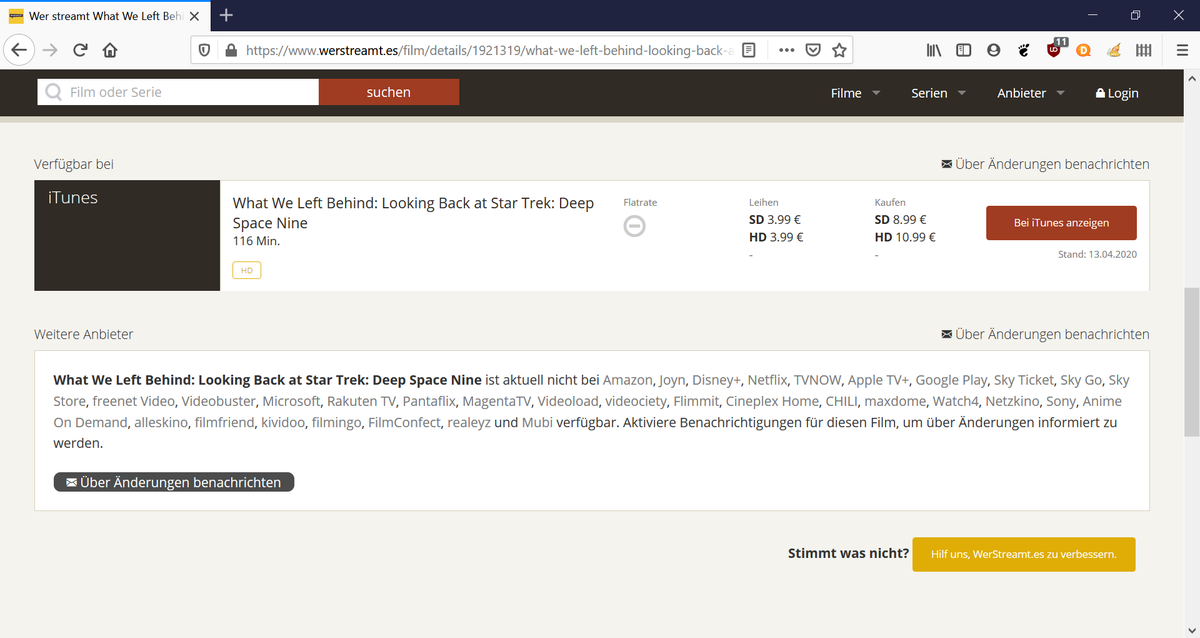 Wer streamt What We Left Behi
https://www.werstreamt.es/film/details/1921319/what-we-left-behind-looking-back-a
11
Film oder Serie
suchen
Filme
Serien
Anbieter
Login
Verfügbar bei
Über Änderungen benachrichten
iTunes
What We Left Behind: Looking Back at Star Trek: Deep
Space Nine
116 Min.
HD
Flatrate
Leihen
SD 3.99 €
HD 3.99 €
-
Kaufen
SD 8.99 €
HD 10.99 €
-
Bei iTunes anzeigen
Stand: 13.04.2020
Weitere Anbieter
Über Änderungen benachrichten
What We Left Behind: Looking Back at Star Trek: Deep Space Nine ist aktuell nicht bei Amazon, Joyn, Disney+, Netflix, TVNOW, Apple TV+, Google Play, Sky Ticket, Sky Go, Sky
Store, freenet Video, Videobuster, Microsoft, Rakuten TV, Pantaflix, MagentaTV, Videoload, videociety, Flimmit, Cineplex Home, CHILI, maxdome, Watch4, Netzkino, Sony, Anime
On Demand, alleskino, filmfriend, kividoo, filmingo, FilmConfect, realeyz und Mubi verfügbar. Aktiviere Benachrichtigungen für diesen Film, um über Änderungen informiert zu
werden.
Über Änderungen benachrichten
Stimmt was nicht?
Hilf uns, WerStreamt.es zu verbessern.